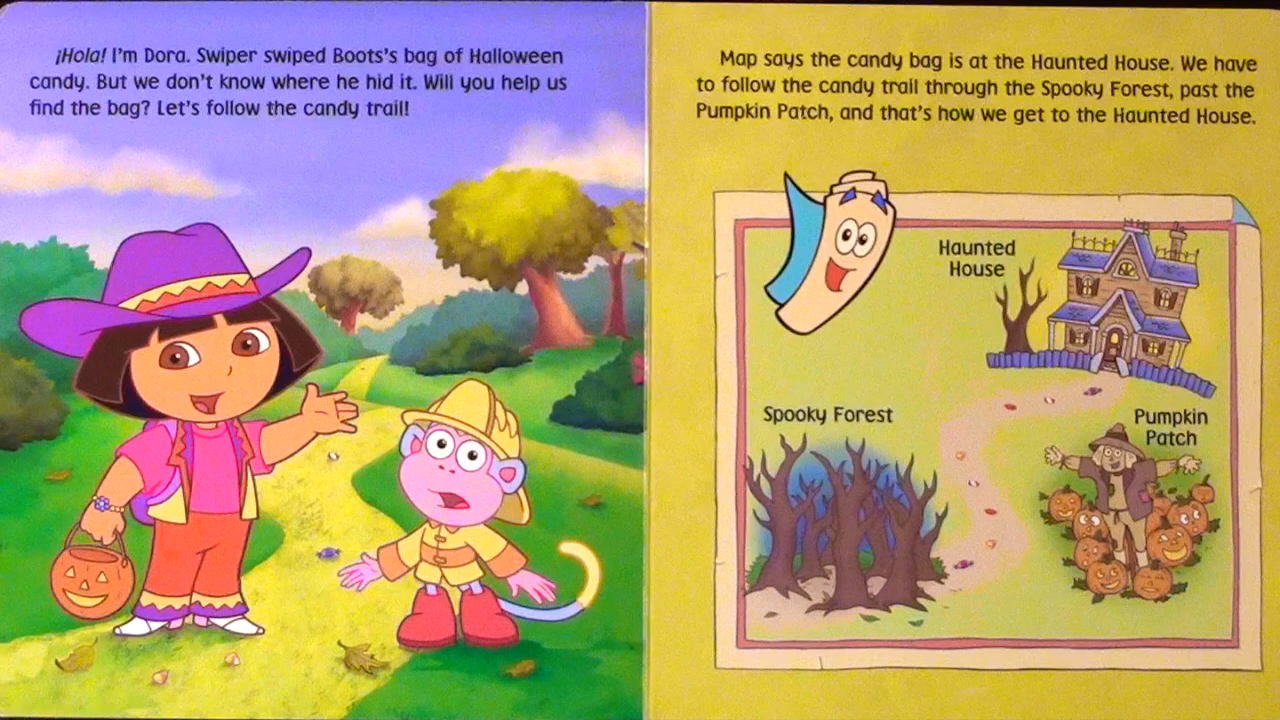 ¡Hola! I'm Dora. Swiper swiped Boots's bag of Halloween
candy. But we don't know where he hid it. Will you help us
find the bag? Let's follow the candy trail!
Map says the candy bag is at the Haunted House. We have
to follow the candy trail through the Spooky Forest, past the
Pumpkin Patch, and that's how we get to the Haunted House.
Haunted
House
Spooky Forest
Pumpkin
Patch